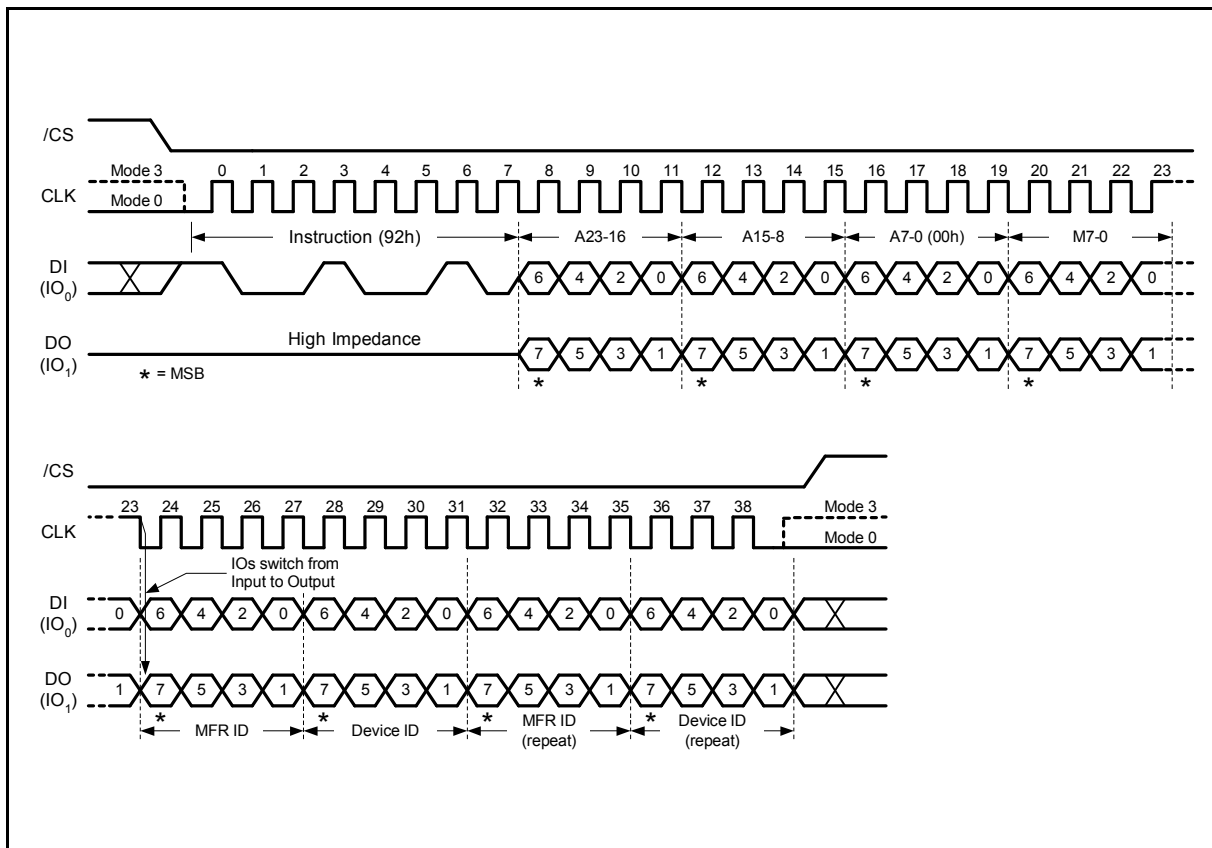 /CS
Mode 3 0 1 2 3 4 5 6 7 8 9 10 11 12 13 14 15 16 17 18 19 20 21 22 23
CLK
Mode 0
Instruction (92h) A23-16 A15-8 A7-0 (00h) M7-0
DI
(IO0)
6 4 2 0 6 4 2 0 6 4 2 0 6 4 2 0
High Impedance
DO
(IO1)
7 5 3 1 7 5 3 1 7 5 3 1 7 5 3 1
* = MSB
* * * *
/CS
23 24 25 26 27 28 29 30 31 32 33 34 35 36 37 38 Mode 3
CLK
Mode 0
IOs switch from
Input to Output
DI
(IO0)
0 6 4 2 0 6 4 2 0 6 4 2 0 6 4 2 0
DO
(IO1)
1 7 5 3 1 7 5 3 1 7 5 3 1 7 5 3 1
* * * *
MFR ID Device ID MFR ID
(repeat)
Device ID
(repeat)